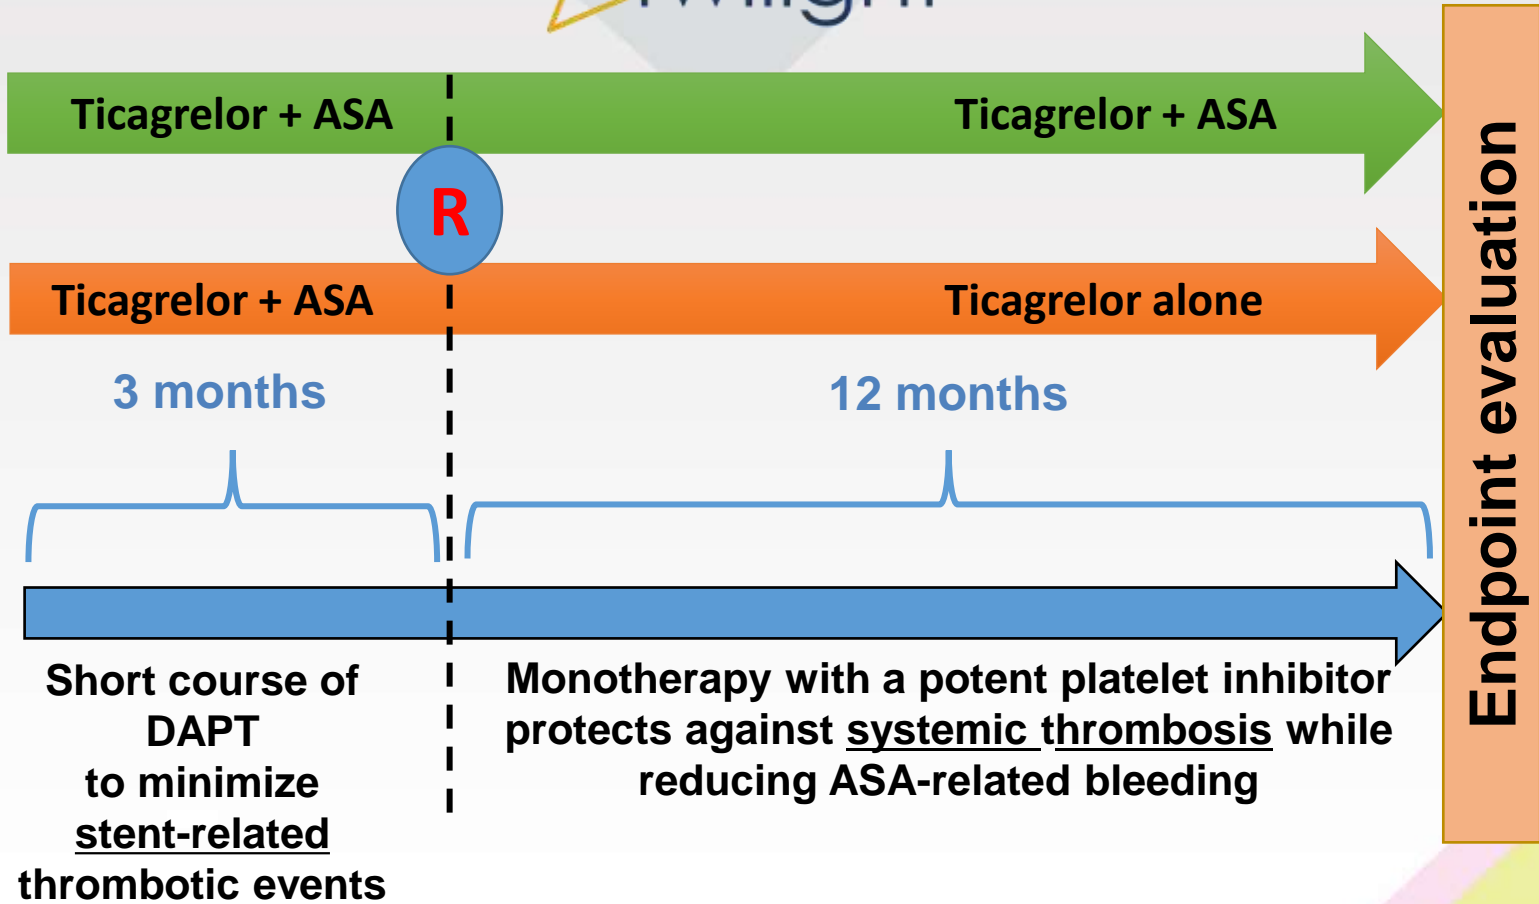 Twilight
Ticagrelor + ASA
Ticagrelor + ASA
R
Ticagrelor + ASA
Ticagrelor alone
3 months
12 months
Short course of
DAPT
to minimize
stent-related
thrombotic events
Monotherapy with a potent platelet inhibitor
protects against systemic thrombosis while
reducing ASA-related bleeding
Endpoint evaluation